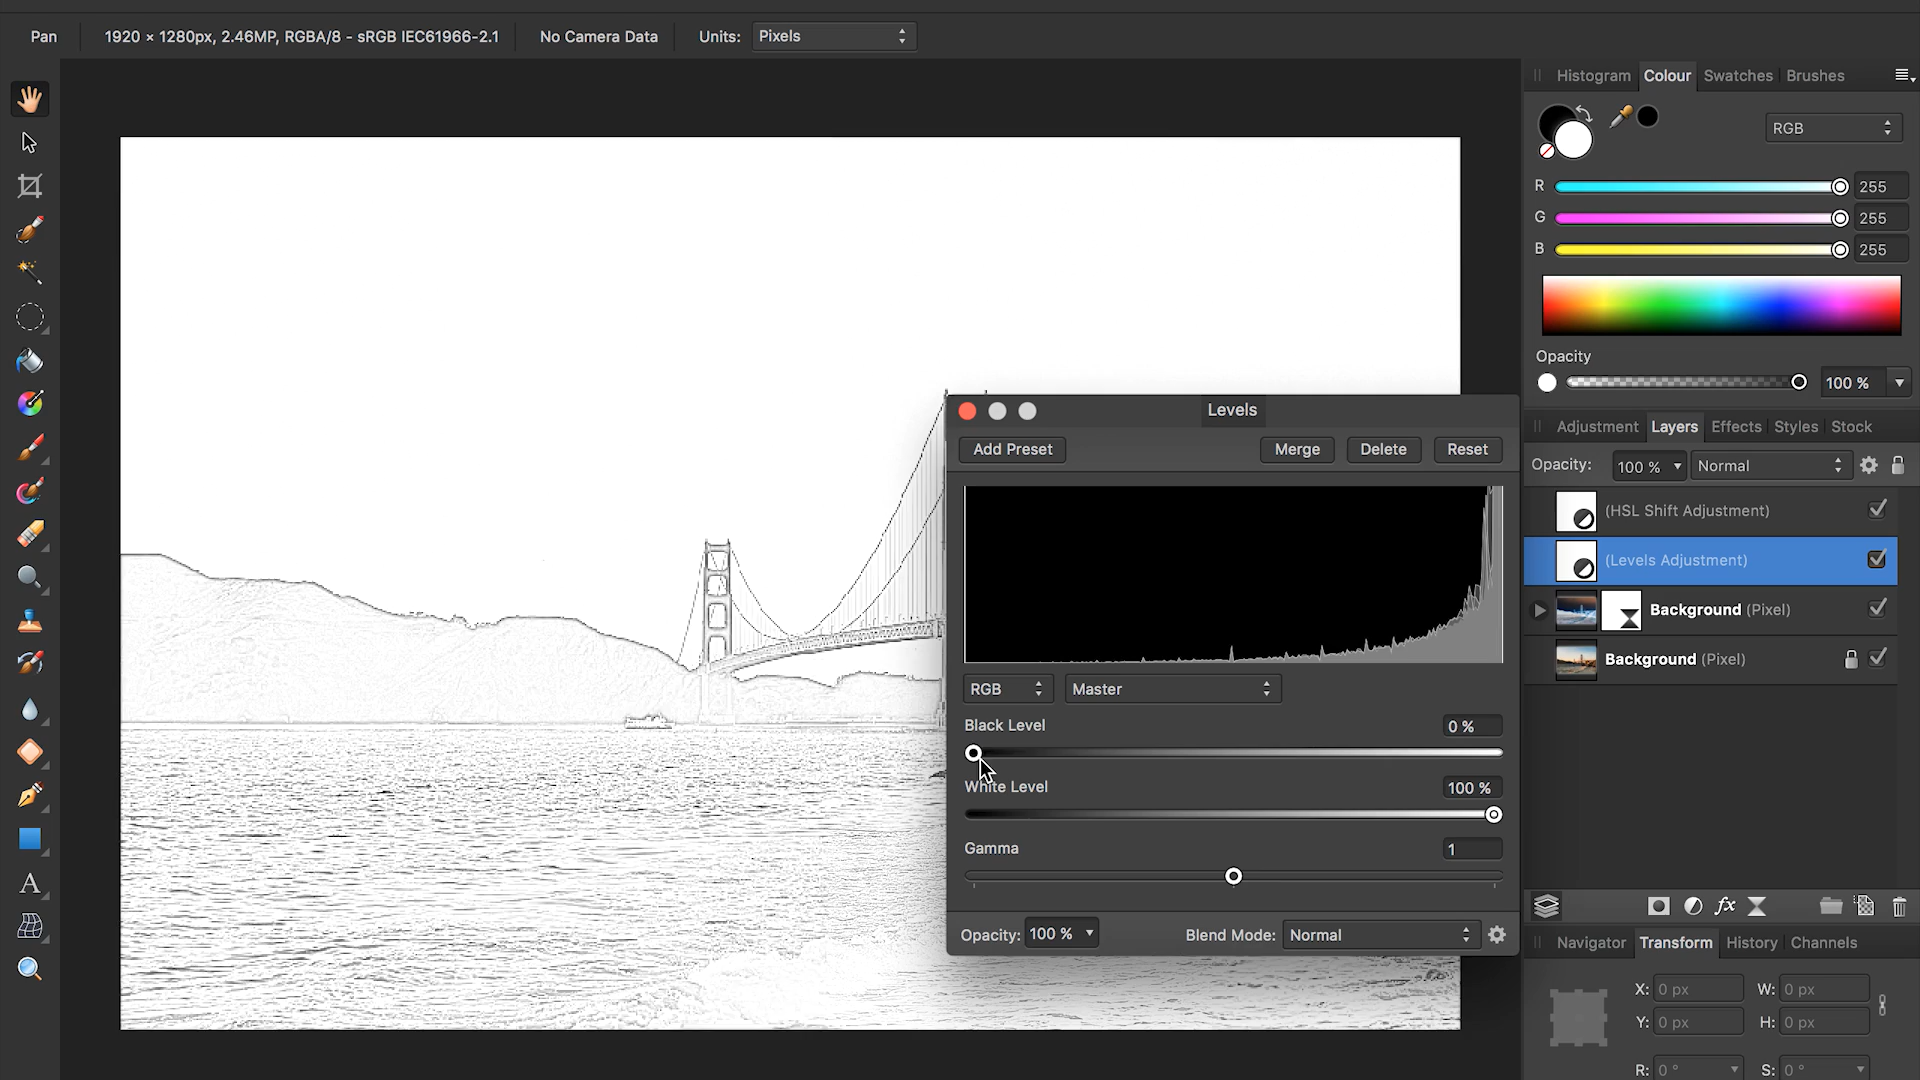 Pan 1920 × 1280px, 2.46MP, RGBA/8 - sRGB IEC61966-2.1 No Camera Data Units: Pixels
Histogram Colour Swatches Brushes
RGB
R 255
G 255
B 255
Opacity
100 %
Adjustment Layers Effects Styles Stock
Opacity: 100 % Normal
(HSL Shift Adjustment)
(Levels Adjustment)
Background (Pixel)
Background (Pixel)
fx
Navigator Transform History Channels
X: 0 px W: 0 px
Y: 0 px H: 0 px
R: 0 ° S: 0 °
Levels
Add Preset Merge Delete Reset
RGB Master
Black Level 0 %
White Level 100 %
Gamma 1
Opacity: 100 % Blend Mode: Normal
A